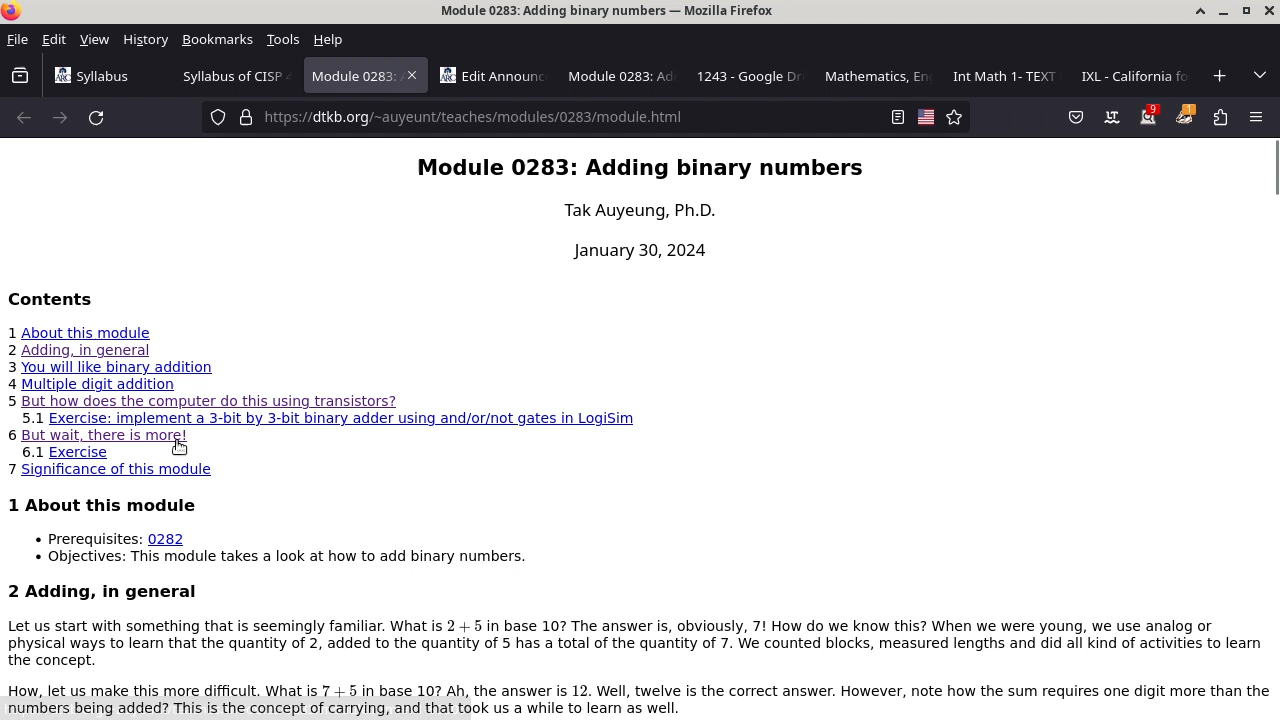 Module 0283: Adding binary numbers — Mozilla Firefox
File Edit View History Bookmarks Tools Help
Syllabus Syllabus of CISP Module 0283: Edit Announc Module 0283: Ad 1243 - Google Dr Mathematics, En Int Math 1- TEXT IXL - California fo
https://dtkb.org/~auyeunt/teaches/modules/0283/module.html 9 1
Module 0283: Adding binary numbers
Tak Auyeung, Ph.D.
January 30, 2024
Contents
1 About this module
2 Adding, in general
3 You will like binary addition
4 Multiple digit addition
5 But how does the computer do this using transistors?
5.1 Exercise: implement a 3-bit by 3-bit binary adder using and/or/not gates in LogiSim
6 But wait, there is more!
6.1 Exercise
7 Significance of this module
1 About this module
• Prerequisites: 0282
• Objectives: This module takes a look at how to add binary numbers.
2 Adding, in general
Let us start with something that is seemingly familiar. What is 2 + 5 in base 10? The answer is, obviously, 7! How do we know this? When we were young, we use analog or
physical ways to learn that the quantity of 2, added to the quantity of 5 has a total of the quantity of 7. We counted blocks, measured lengths and did all kind of activities to learn
the concept.
How, let us make this more difficult. What is 7 + 5 in base 10? Ah, the answer is 12. Well, twelve is the correct answer. However, note how the sum requires one digit more than the
numbers being added? This is the concept of carrying, and that took us a while to learn as well.